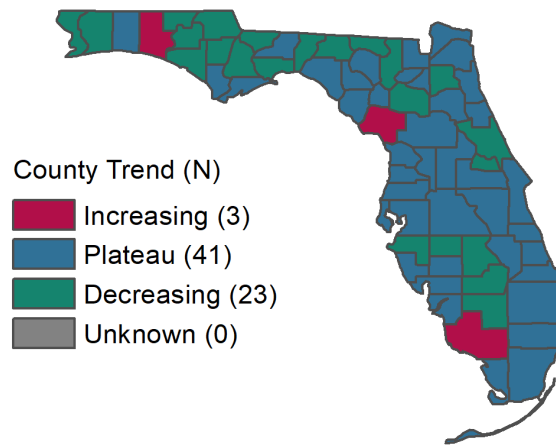 County Trend (N)
Increasing (3)
Plateau (41)
Decreasing (23)
Unknown (0)